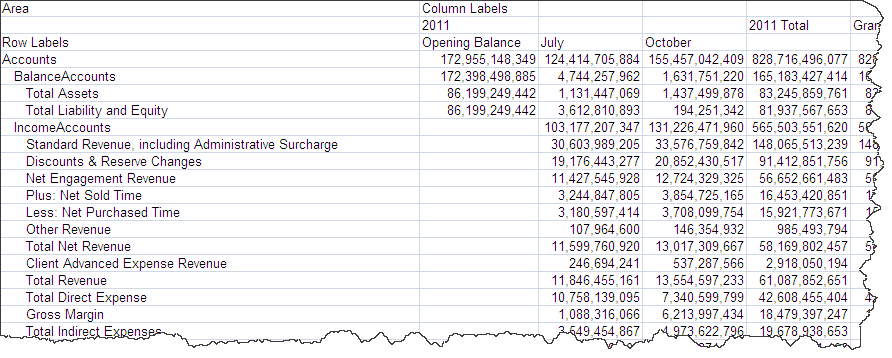 Area Column Labels
2011 2011 Total
Row Labels Opening Balance July October
Accounts 172,955,148,349 124,414,705,884 155,457,042,409 828,716,496,077
BalanceAccounts 172,398,498,885 4,744,257,962 1,631,751,220 165,183,427,414
Total Assets 86,199,249,442 1,131,447,069 1,437,499,878 83,245,859,761
Total Liability and Equity 86,199,249,442 3,612,810,893 194,251,342 81,937,567,653
IncomeAccounts 103,177,207,347 131,226,471,960 565,503,551,620
Standard Revenue, including Administrative Surcharge 30,603,989,205 33,576,759,842 148,065,513,239
Discounts & Reserve Changes 19,176,443,277 20,852,430,517 91,412,851,756
Net Engagement Revenue 11,427,545,928 12,724,329,325 56,652,661,483
Plus: Net Sold Time 3,244,847,805 3,854,725,165 16,453,420,851
Less: Net Purchased Time 3,180,597,414 3,708,099,754 15,921,773,671
Other Revenue 107,964,600 146,354,932 985,493,794
Total Net Revenue 11,599,760,920 13,017,309,667 58,169,802,457
Client Advanced Expense Revenue 246,694,241 537,287,566 2,918,050,194
Total Revenue 11,846,455,161 13,554,597,233 61,087,852,651
Total Direct Expense 10,758,139,095 7,340,599,799 42,608,455,404
Gross Margin 1,088,316,066 6,213,997,434 18,479,397,247
Total Indirect Expenses 3,549,454,867 4,973,622,796 19,678,938,653